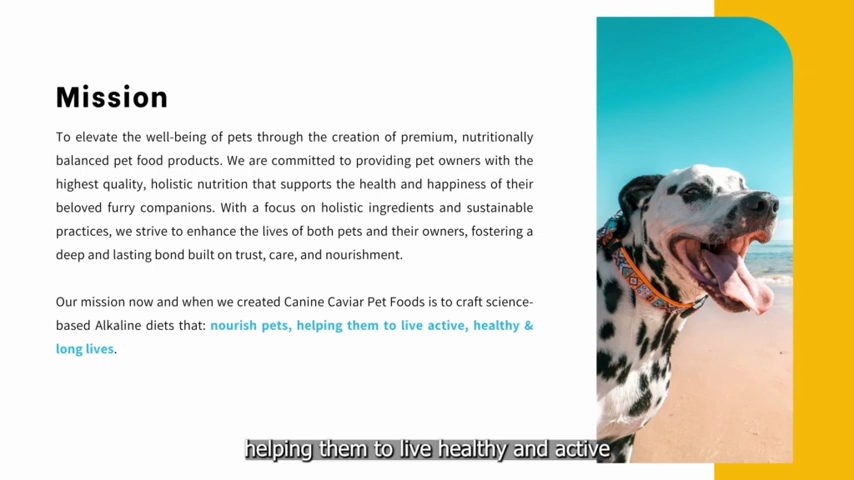 Mission
To elevate the well-being of pets through the creation of premium, nutritionally
balanced pet food products. We are committed to providing pet owners with the
highest quality, holistic nutrition that supports the health and happiness of their
beloved furry companions. With a focus on holistic ingredients and sustainable
practices, we strive to enhance the lives of both pets and their owners, fostering a
deep and lasting bond built on trust, care, and nourishment.
Our mission now and when we created Canine Caviar Pet Foods is to craft science-
based Alkaline diets that: nourish pets, helping them to live active, healthy &
long lives.
helping them to live healthy and active